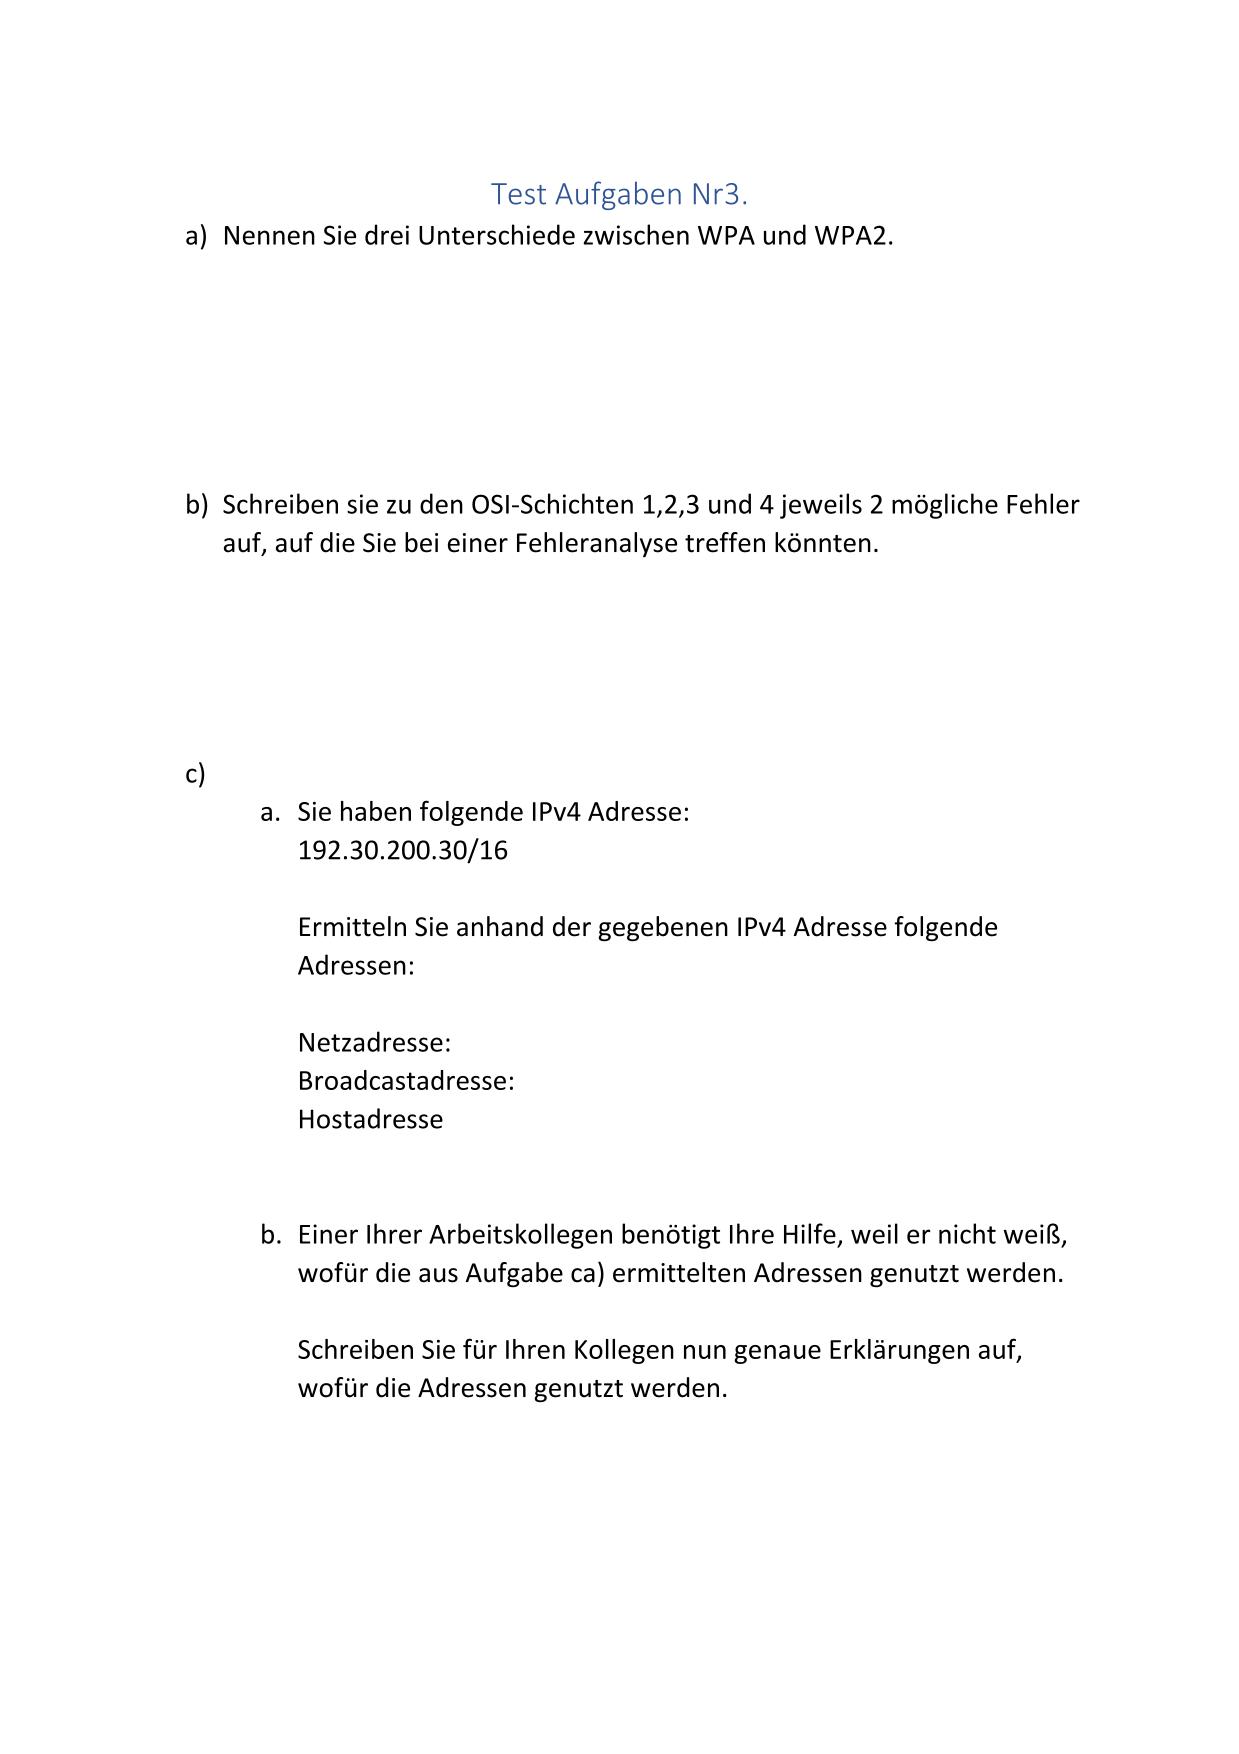 Test Aufgaben Nr3.
a) Nennen Sie drei Unterschiede zwischen WPA und WPA2.
b) Schreiben sie zu den OSI-Schichten 1,2,3 und 4 jeweils 2 mögliche Fehler
auf, auf die Sie bei einer Fehleranalyse treffen könnten.
c)
a. Sie haben folgende IPv4 Adresse:
192.30.200.30/16
Ermitteln Sie anhand der gegebenen IPv4 Adresse folgende
Adressen:
Netzadresse:
Broadcastadresse:
Hostadresse
b. Einer Ihrer Arbeitskollegen benötigt Ihre Hilfe, weil er nicht weiß,
wofür die aus Aufgabe ca) ermittelten Adressen genutzt werden.
Schreiben Sie für Ihren Kollegen nun genaue Erklärungen auf,
wofür die Adressen genutzt werden.